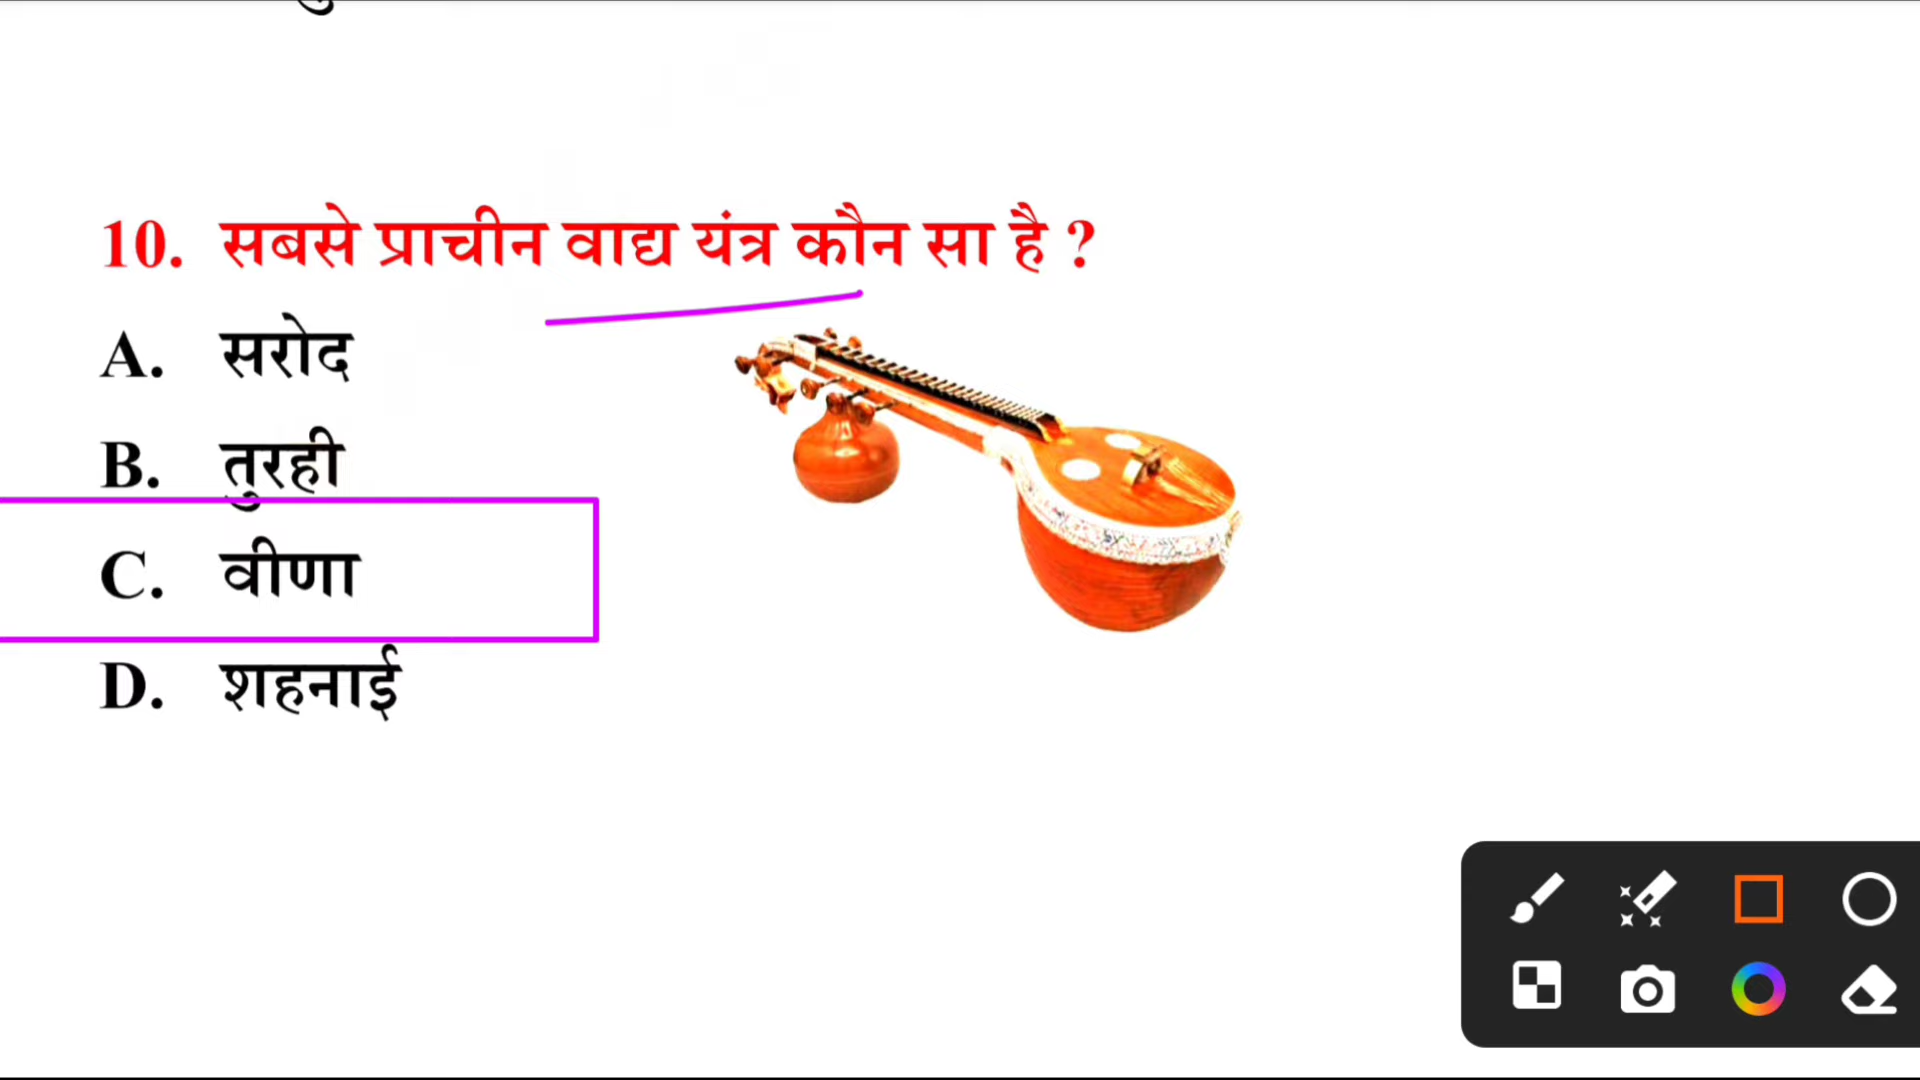 10. सबसे प्राचीन वाद्य यंत्र कौन सा है ?
A. सरोद
B. तुरही
C. वीणा
D. शहनाई